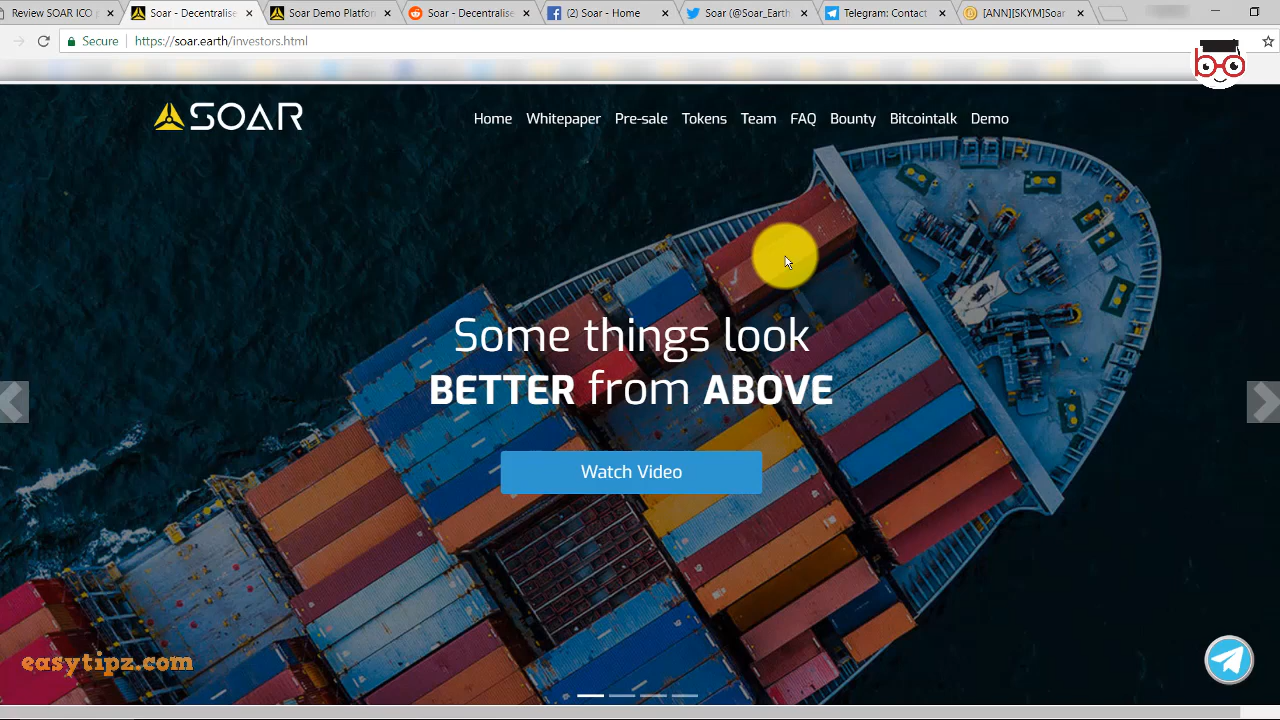 Review SOAR ICO
Soar - Decentralise
Soar Demo Platform
Soar - Decentralise
(2) Soar - Home
Soar (@Soar_Earth
Telegram: Contact
[ANN][SKYM]Soar
Secure
https://soar.earth/investors.html
SOAR
Home Whitepaper Pre-sale Tokens Team FAQ Bounty Bitcointalk Demo
Some things look
BETTER from ABOVE
Watch Video
easytipz.com